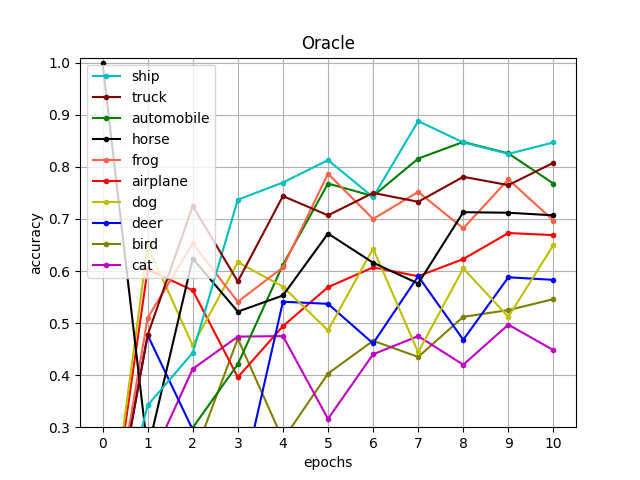 Oracle
1.0
0.9
0.8
0.7
0.6
0.5
0.4
0.3
accuracy
ship
truck
automobile
horse
frog
airplane
dog
deer
bird
cat
0 1 2 3 4 5 6 7 8 9 10
epochs